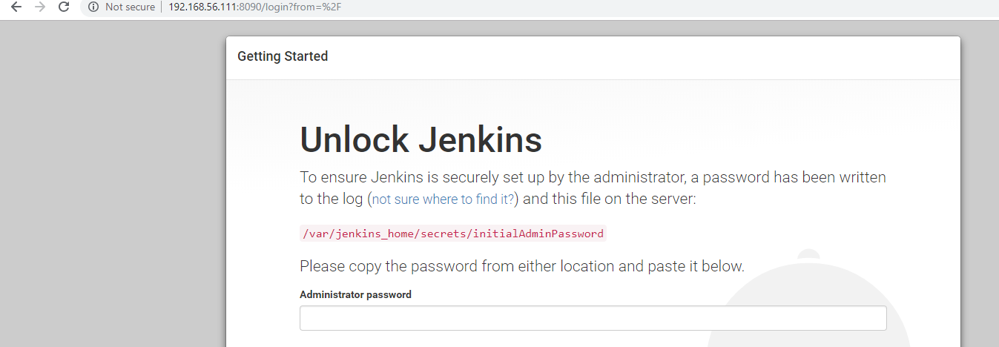 Not secure 192.168.56.111:8090/login?from=%2F
Getting Started
Unlock Jenkins
To ensure Jenkins is securely set up by the administrator, a password has been written
to the log (not sure where to find it?) and this file on the server:
/var/jenkins_home/secrets/initialAdminPassword
Please copy the password from either location and paste it below.
Administrator password